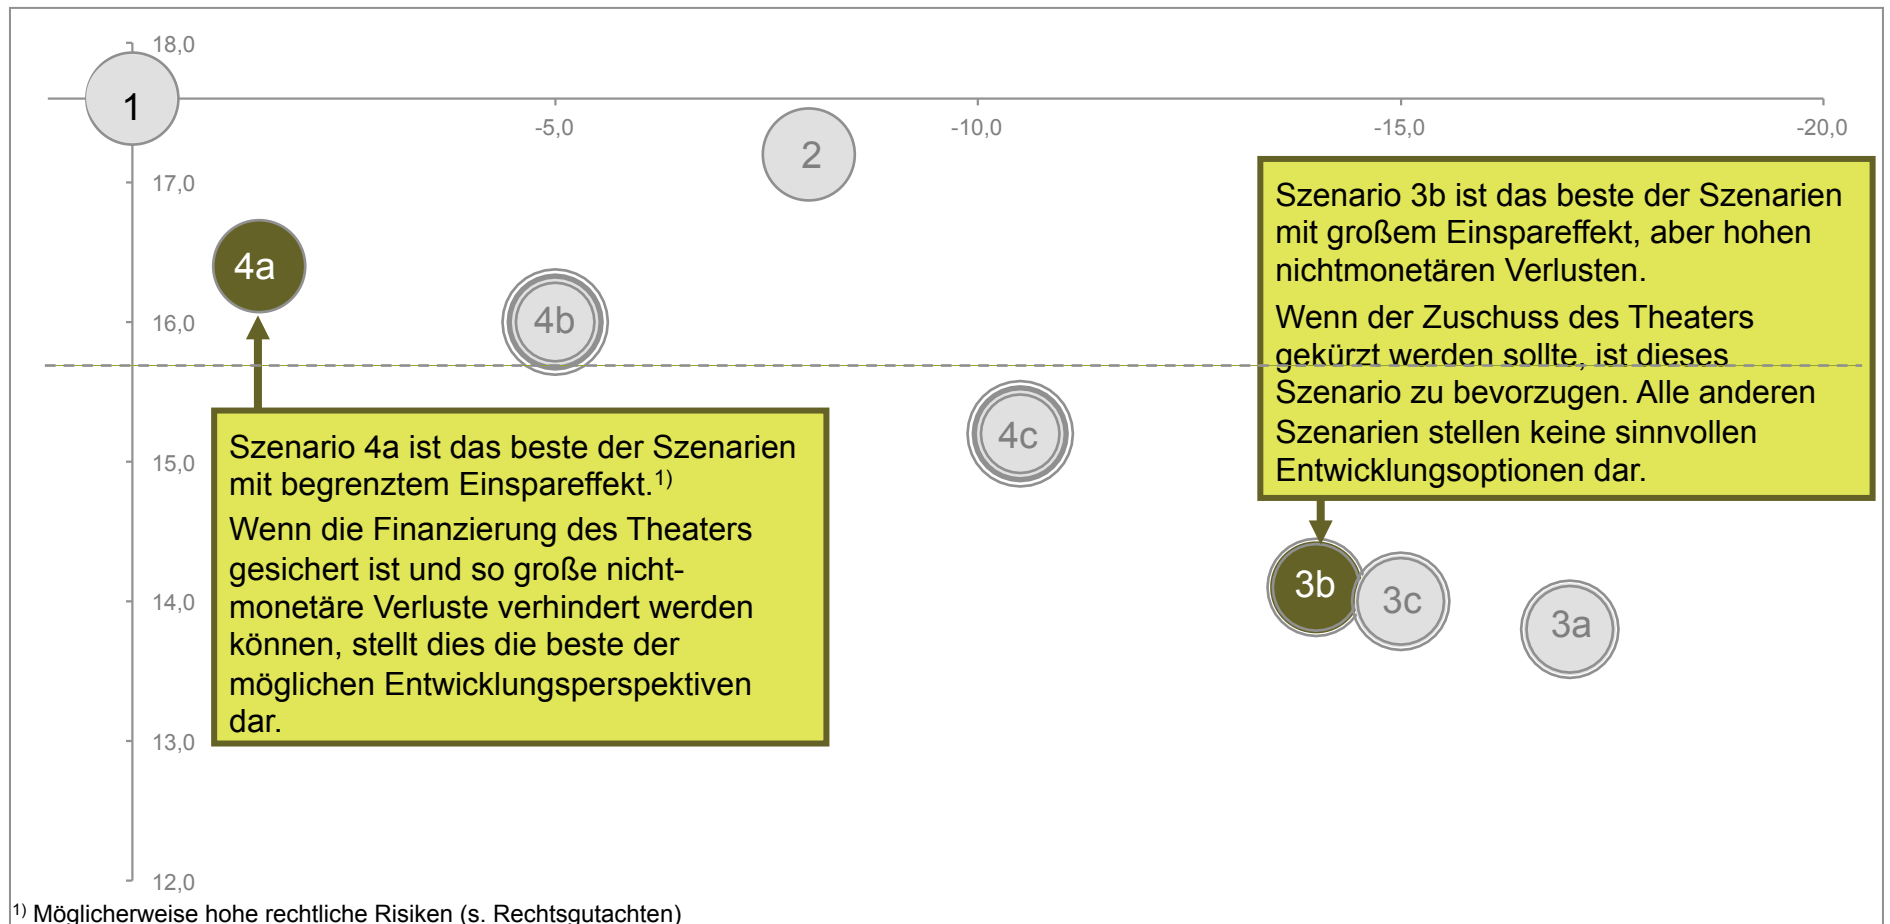 18,0
1
-5,0
-10,0
-15,0
-20,0
2
17,0
4a
16,0
4b
Szenario 3b ist das beste der Szenarien
mit großem Einspareffekt, aber hohen
nichtmonetären Verlusten.
Wenn der Zuschuss des Theaters
gekürzt werden sollte, ist dieses
Szenario zu bevorzugen. Alle anderen
Szenarien stellen keine sinnvollen
Entwicklungsoptionen dar.
4c
15,0
Szenario 4a ist das beste der Szenarien
mit begrenztem Einspareffekt.1)
Wenn die Finanzierung des Theaters
gesichert ist und so große nicht-
monetäre Verluste verhindert werden
können, stellt dies die beste der
möglichen Entwicklungsperspektiven
dar.
3b
3c
3a
14,0
13,0
12,0
1) Möglicherweise hohe rechtliche Risiken (s. Rechtsgutachten)